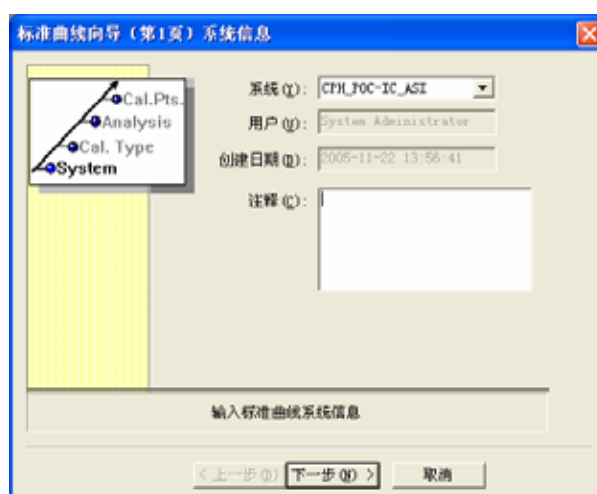 标准曲线向导（第1页）系统信息
Cal.Pts.
Analysis
Cal. Type
System
系统(Y): CPH_POC-IC_ASI
用户(U): System Administrator
创建日期(D): 2005-11-22 13:56:41
注释(C):
输入标准曲线系统信息
< 上一步(B) 下一步(N) > 取消